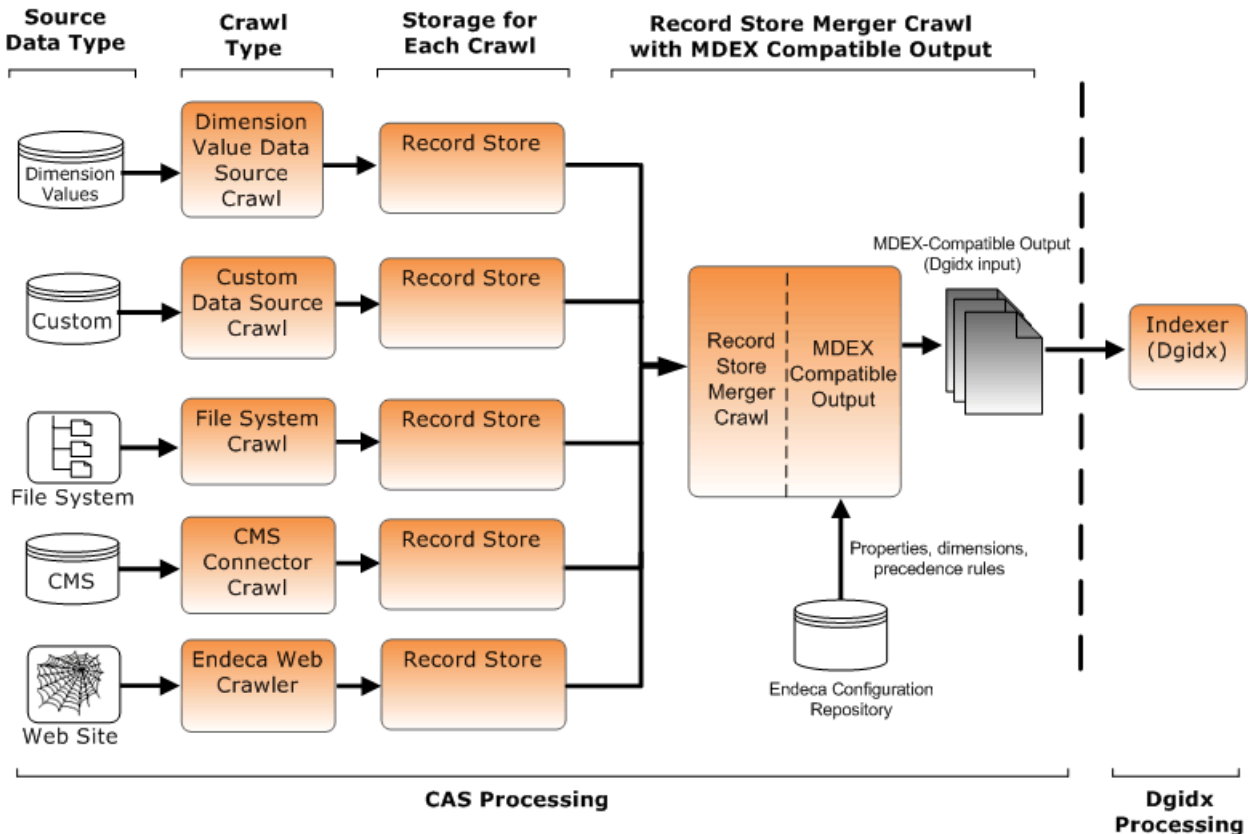 Source
Data Type
Crawl
Type
Storage for
Each Crawl
Record Store Merger Crawl
with MDEX Compatible Output
Dimension
Values
Dimension
Value Data
Source
Crawl
Record Store
Custom
Custom
Data Source
Crawl
Record Store
File System
File System
Crawl
Record Store
CMS
CMS
Connector
Crawl
Record Store
Web Site
Endeca Web
Crawler
Record Store
Record
Store
Merger
Crawl
MDEX
Compatible
Output
MDEX-Compatible Output
(Dgidx input)
Indexer
(Dgidx)
Properties, dimensions,
precedence rules
Endeca Configuration
Repository
CAS Processing
Dgidx
Processing